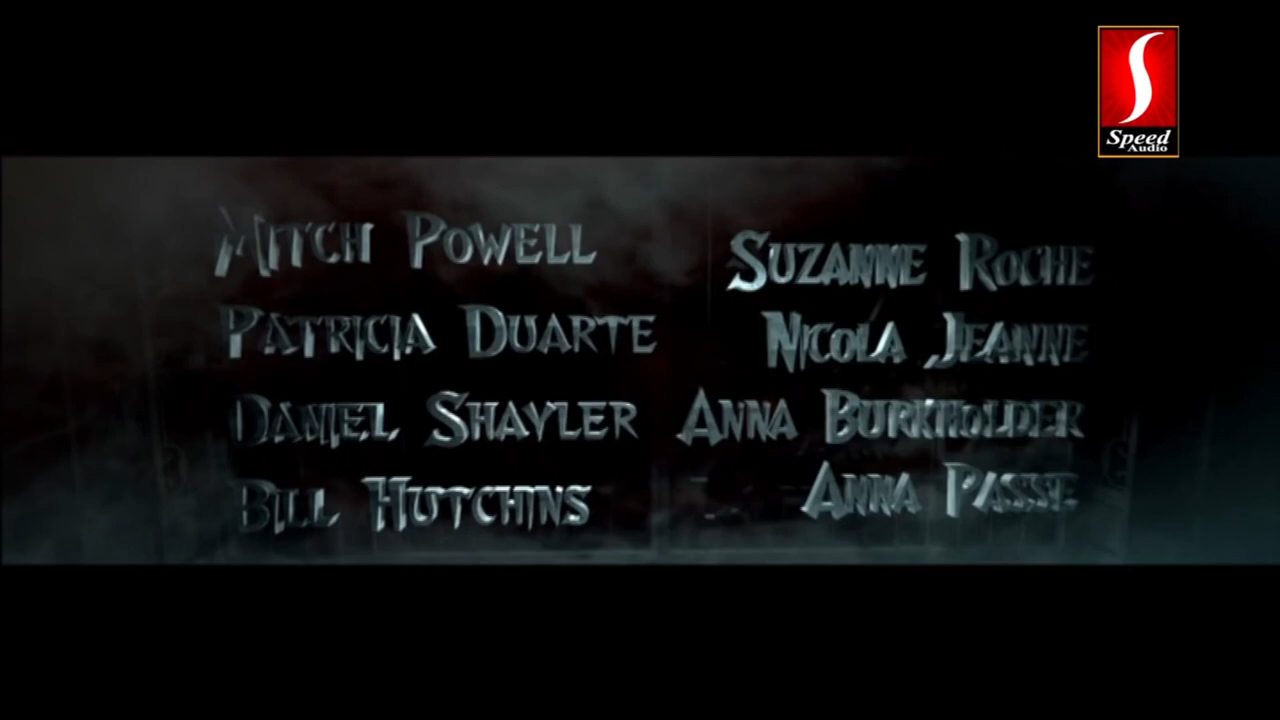 Speed
Audio
MITCH POWELL
PATRICIA DUARTE
DANIEL SHAYLER
BILL HUTCHINS
SUZANNE ROCHE
NICOLA JEANNE
ANNA BURKHOLDER
ANNA PASSE